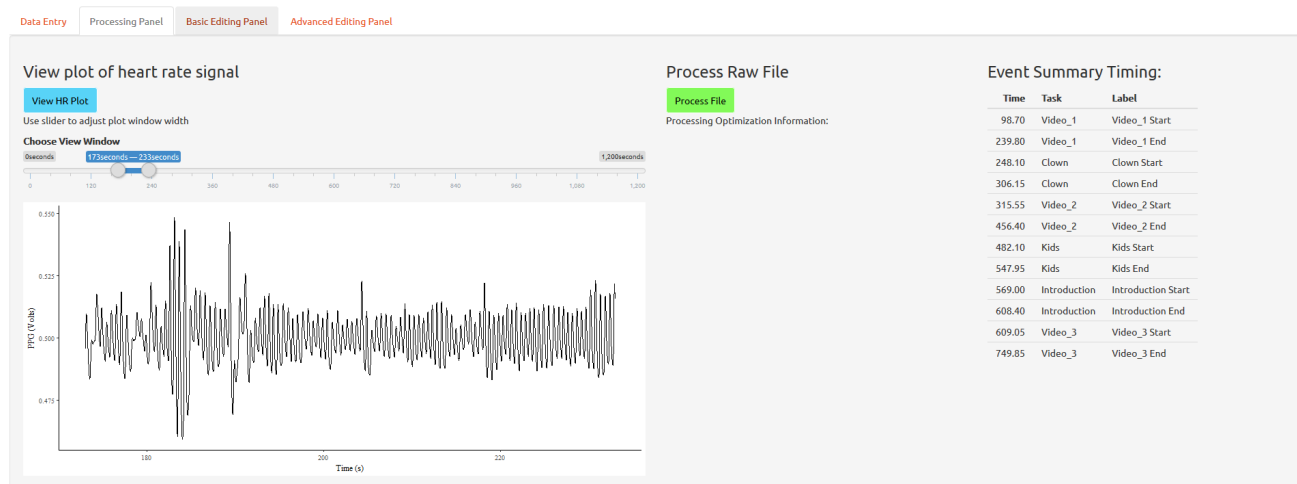 Data Entry Processing Panel Basic Editing Panel Advanced Editing Panel
View plot of heart rate signal
View HR Plot
Use slider to adjust plot window width
Choose View Window
0seconds 173seconds — 233seconds 1,200seconds
0 120 240 360 480 600 720 840 960 1,080 1,200
0.550
0.525
0.500
0.475
PPG (Volts)
180 200 220
Time (s)
Process Raw File
Process File
Processing Optimization Information:
Event Summary Timing:
Time Task Label
98.70 Video_1 Video_1 Start
239.80 Video_1 Video_1 End
248.10 Clown Clown Start
306.15 Clown Clown End
315.55 Video_2 Video_2 Start
456.40 Video_2 Video_2 End
482.10 Kids Kids Start
547.95 Kids Kids End
569.00 Introduction Introduction Start
608.40 Introduction Introduction End
609.05 Video_3 Video_3 Start
749.85 Video_3 Video_3 End